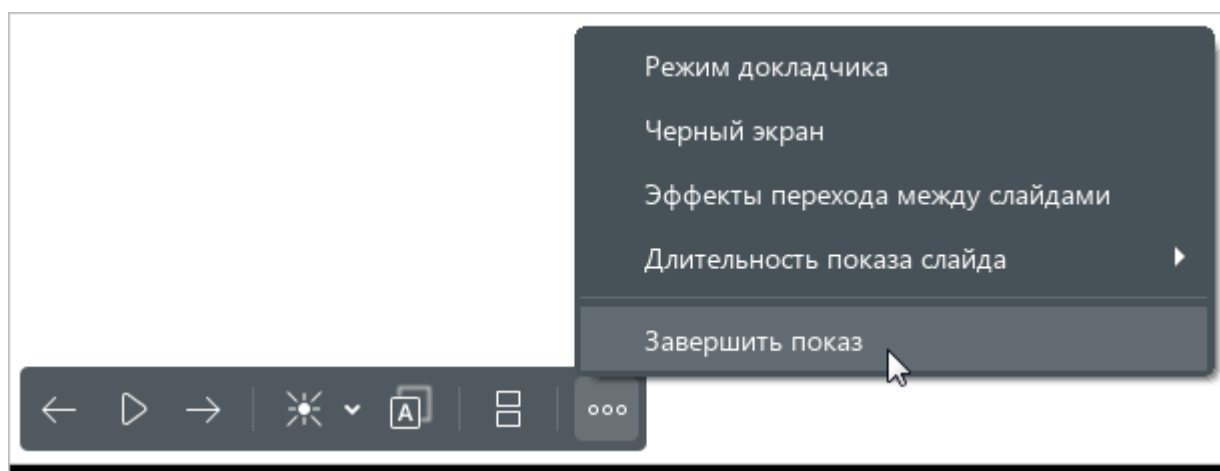 Режим докладчика
Черный экран
Эффекты перехода между слайдами
Длительность показа слайда
Завершить показ
A